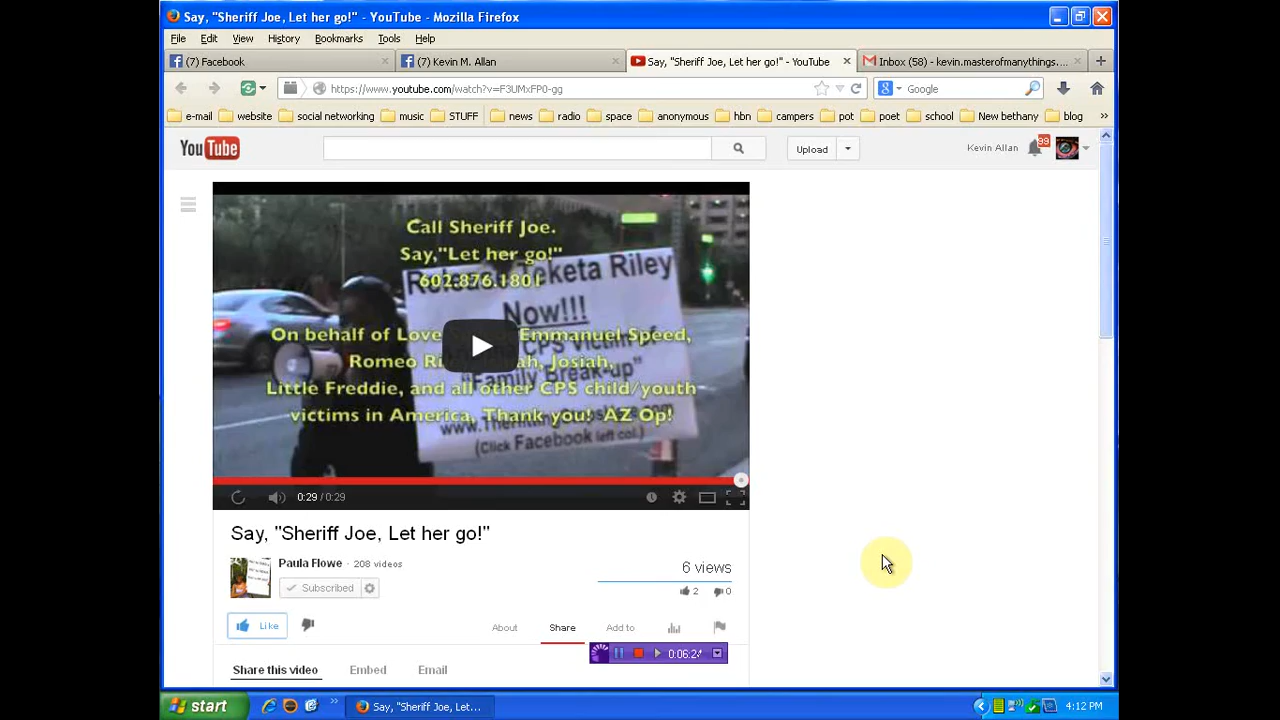 Say, "Sheriff Joe, Let her go!" - YouTube - Mozilla Firefox
File Edit View History Bookmarks Tools Help
(7) Facebook
(7) Kevin M. Allan
Say, "Sheriff Joe, Let her go!" - YouTube
Inbox (58) - kevin.masterofmanythings....
https://www.youtube.com/watch?v=F3UMxFP0-gg
Google
e-mail website social networking music STUFF news radio space anonymous hbn campers pot poet school New bethany blog
YouTube
Upload
Kevin Allan
99
Call Sheriff Joe.
Say,"Let her go!"
602.876.1801
On behalf of Love Emmanuel Speed,
Romeo Josiah,
Little Freddie, and all other CPS child/youth
victims in America, Thank you! AZ Op!
Riley
Now!!!
CPS Victim
"Family Break-up"
(Click Facebook left col.)
0:29 / 0:29
Say, "Sheriff Joe, Let her go!"
Paula Flowe · 208 videos
Subscribed
6 views
2 0
Like
About Share Add to
0:06:2
Share this video Embed Email
start
Say, "Sheriff Joe, Let...
4:12 PM